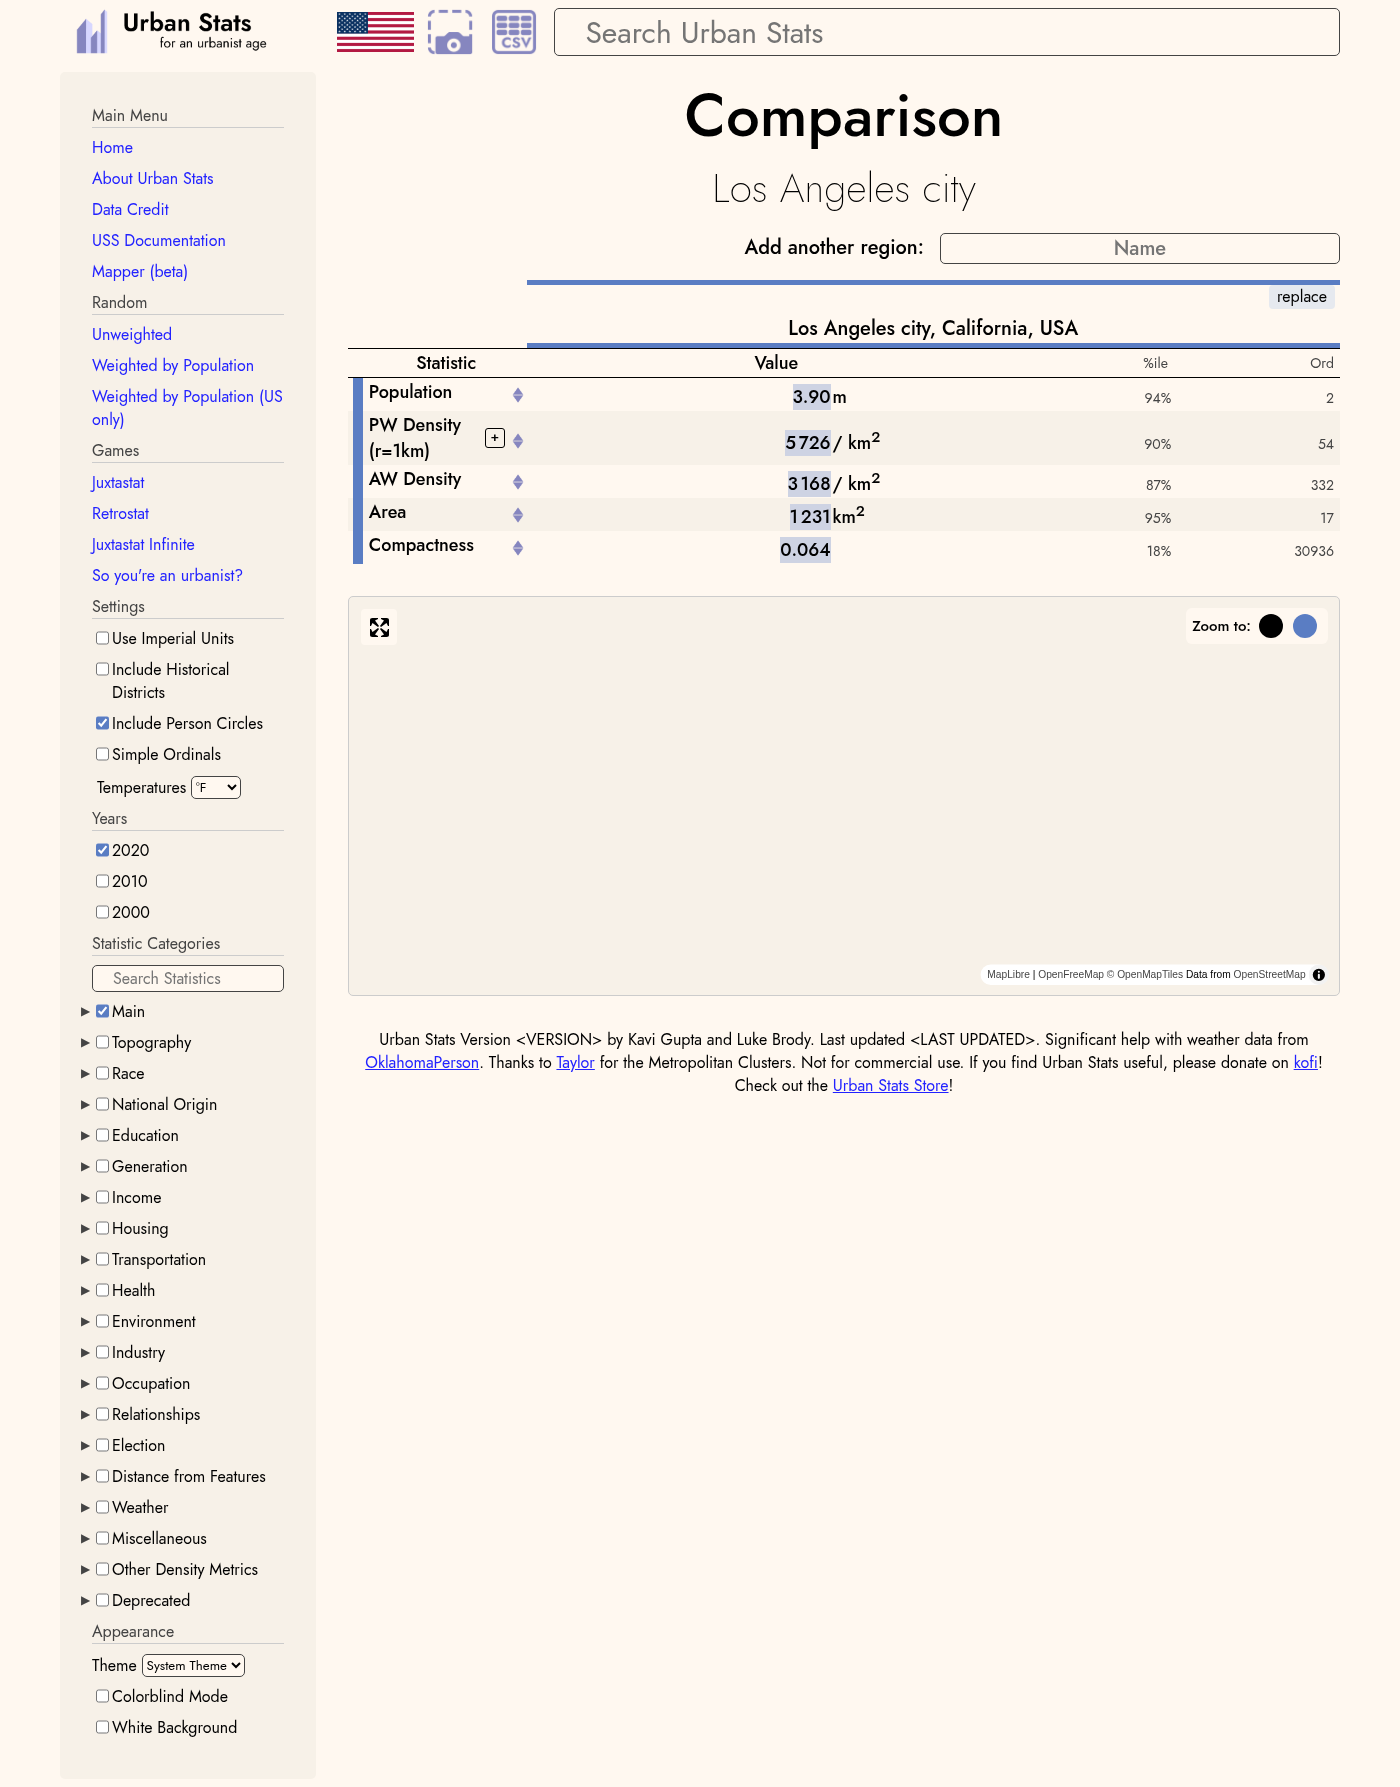 Urban Stats
for an urbanist age
CSV
Search Urban Stats
Main Menu
Home
About Urban Stats
Data Credit
USS Documentation
Mapper (beta)
Random
Unweighted
Weighted by Population
Weighted by Population (US
only)
Games
Juxtastat
Retrostat
Juxtastat Infinite
So you're an urbanist?
Settings
Use Imperial Units
Include Historical
Districts
Include Person Circles
Simple Ordinals
Temperatures °F
Years
2020
2010
2000
Statistic Categories
Search Statistics
Main
Topography
Race
National Origin
Education
Generation
Income
Housing
Transportation
Health
Environment
Industry
Occupation
Relationships
Election
Distance from Features
Weather
Miscellaneous
Other Density Metrics
Deprecated
Appearance
Theme System Theme
Colorblind Mode
White Background
Comparison
Los Angeles city
Add another region: Name
replace
Los Angeles city, California, USA
Statistic Value %ile Ord
Population 3.90 m 94% 2
PW Density
(r=1km) + 5 726 / km² 90% 54
AW Density 3 168 / km² 87% 332
Area 1 231 km² 95% 17
Compactness 0.064 18% 30936
Zoom to:
MapLibre | OpenFreeMap © OpenMapTiles Data from OpenStreetMap
Urban Stats Version <VERSION> by Kavi Gupta and Luke Brody. Last updated <LAST UPDATED>. Significant help with weather data from
OklahomaPerson. Thanks to Taylor for the Metropolitan Clusters. Not for commercial use. If you find Urban Stats useful, please donate on kofi!
Check out the Urban Stats Store!